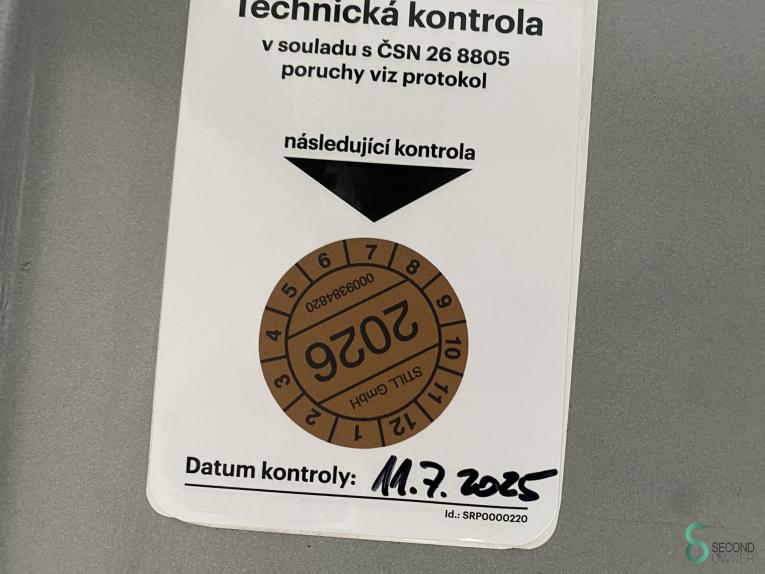 Technická kontrola
v souladu s ČSN 26 8805
poruchy viz protokol
následující kontrola
1 2 3 4 5 6 7 8 9 10 11 12
0009384820
2026
STILL GmbH
Datum kontroly: 11.7.2025
Id.: SRP0000220
SECOND
OWNER